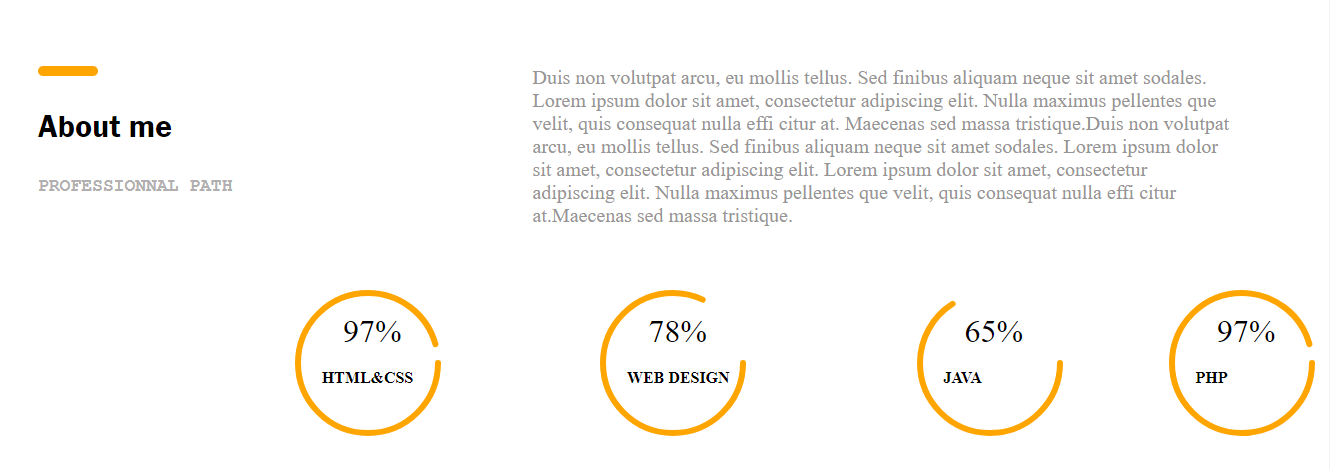 About me
PROFESSIONNAL PATH
Duis non volutpat arcu, eu mollis tellus. Sed finibus aliquam neque sit amet sodales.
Lorem ipsum dolor sit amet, consectetur adipiscing elit. Nulla maximus pellentes que
velit, quis consequat nulla effi citur at. Maecenas sed massa tristique.Duis non volutpat
arcu, eu mollis tellus. Sed finibus aliquam neque sit amet sodales. Lorem ipsum dolor
sit amet, consectetur adipiscing elit. Lorem ipsum dolor sit amet, consectetur
adipiscing elit. Nulla maximus pellentes que velit, quis consequat nulla effi citur
at.Maecenas sed massa tristique.
97%
HTML&CSS
78%
WEB DESIGN
65%
JAVA
97%
PHP